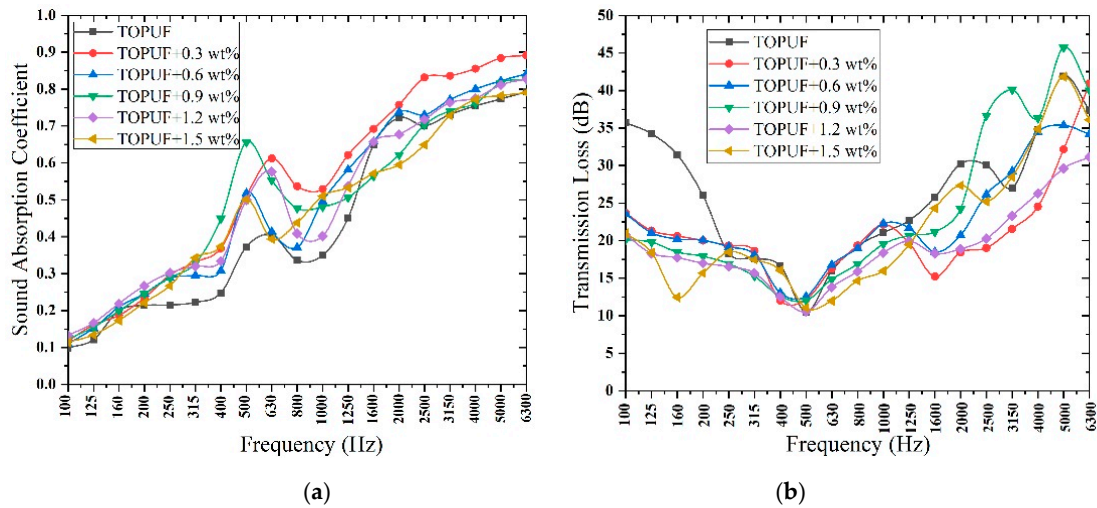 1.0
0.9
0.8
0.7
0.6
0.5
0.4
0.3
0.2
0.1
0.0
Sound Absorption Coefficient
TOPUF
TOPUF+0.3 wt%
TOPUF+0.6 wt%
TOPUF+0.9 wt%
TOPUF+1.2 wt%
TOPUF+1.5 wt%
100 125 160 200 250 315 400 500 630 800 1000 1250 1600 2000 2500 3150 4000 5000 6300
Frequency (Hz)
(a)
50
45
40
35
30
25
20
15
10
5
0
Transmission Loss (dB)
TOPUF
TOPUF+0.3 wt%
TOPUF+0.6 wt%
TOPUF+0.9 wt%
TOPUF+1.2 wt%
TOPUF+1.5 wt%
100 125 160 200 250 315 400 500 630 800 1000 1250 1600 2000 2500 3150 4000 5000 6300
Frequency (Hz)
(b)